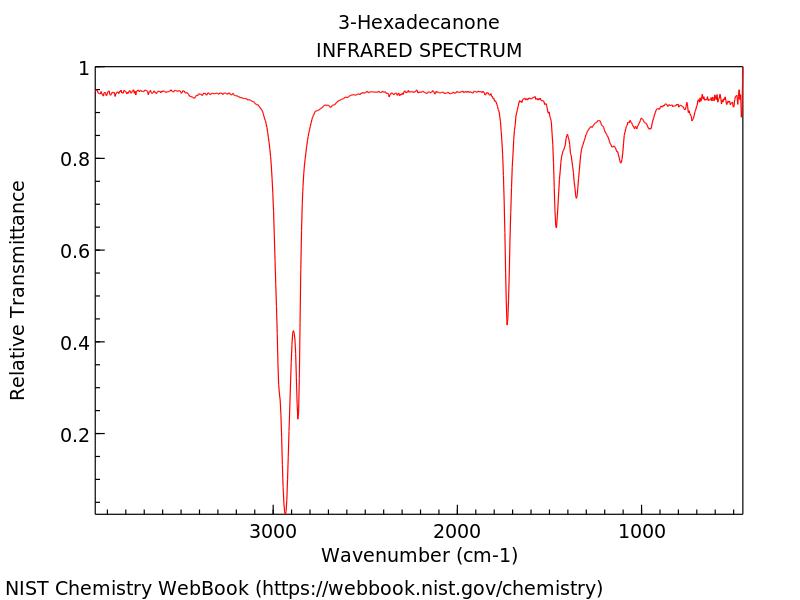 3-Hexadecanone
INFRARED SPECTRUM
1
0.8
0.6
0.4
0.2
Relative Transmittance
3000 2000 1000
Wavenumber (cm-1)
NIST Chemistry WebBook (https://webbook.nist.gov/chemistry)